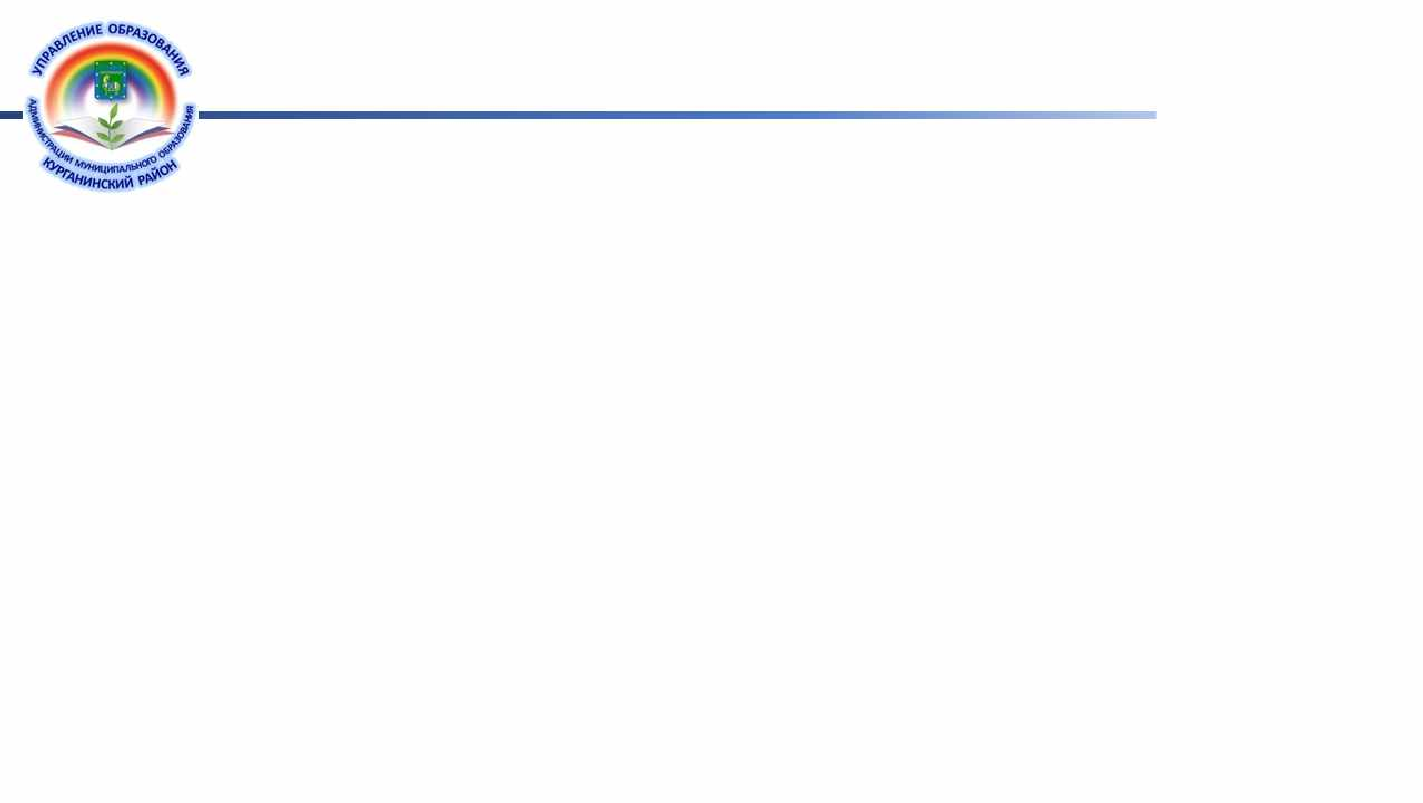 УПРАВЛЕНИЕ ОБРАЗОВАНИЯ
АДМИНИСТРАЦИИ МУНИЦИПАЛЬНОГО ОБРАЗОВАНИЯ
КУРГАНИНСКИЙ РАЙОН